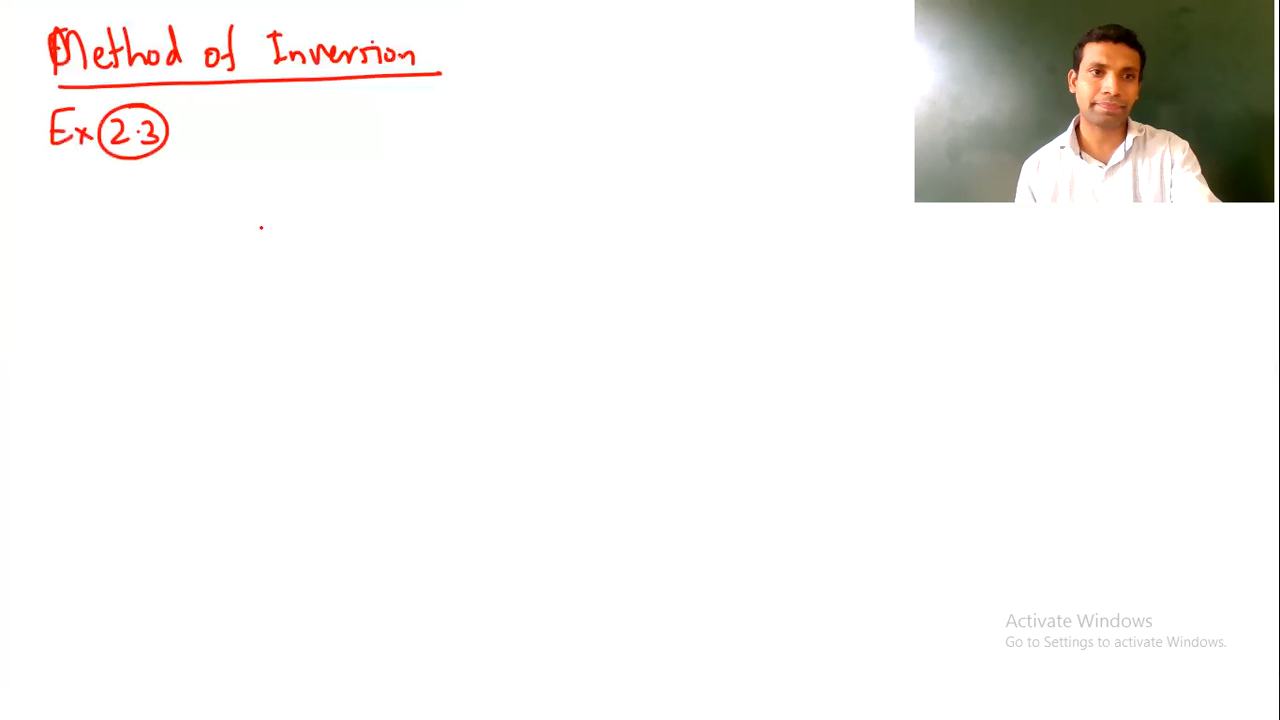 Method of Inversion
Ex 2.3
Activate Windows
Go to Settings to activate Windows.